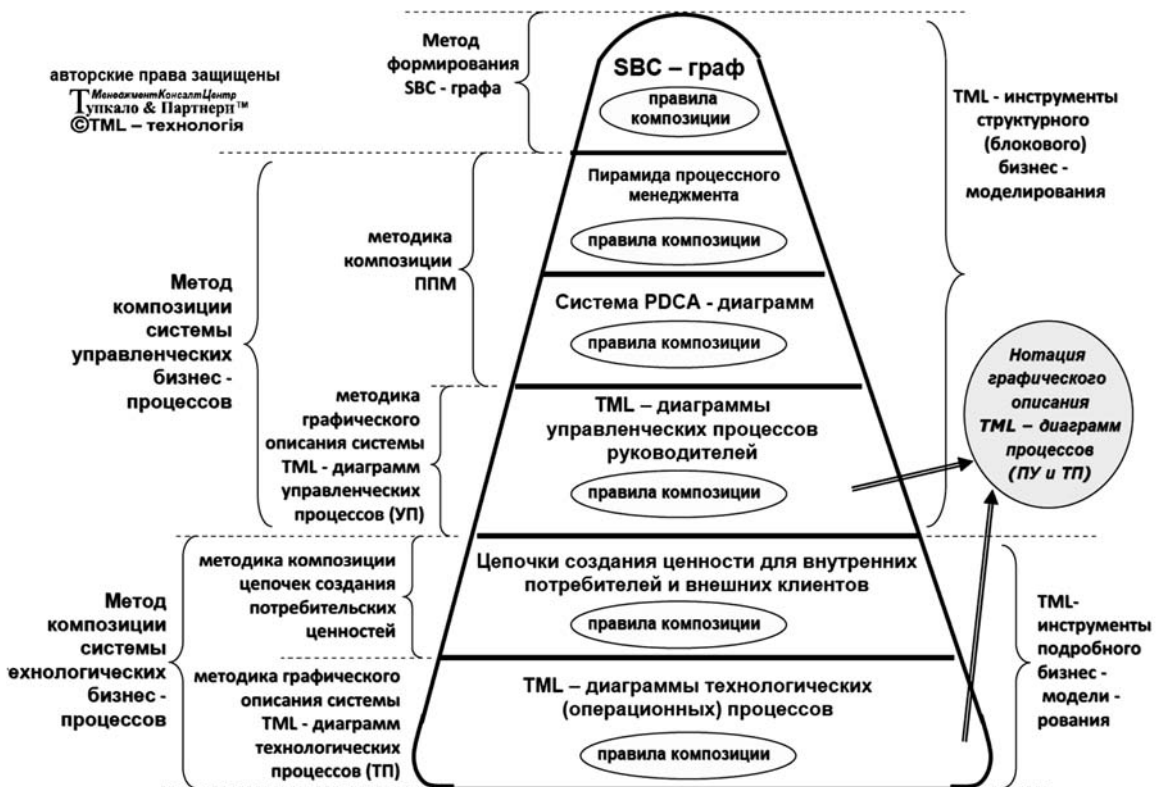 Метод
формирования
SBC - графа
авторские права защищены
МенеджментКонсалтЦентр
Тупкало & Партнери™
©TML – технологія
SBC – граф
правила
композиции
TML - инструменты
структурного
(блокового)
бизнес -
моделирования
Пирамида процессного
менеджмента
правила композиции
методика
композиции
ППМ
Метод
композиции
системы
управленческих
бизнес -
процессов
Система PDCA - диаграмм
правила композиции
методика
графического
описания системы
TML - диаграмм
управленческих
процессов (УП)
TML – диаграммы
управленческих процессов
руководителей
правила композиции
Нотация
графического
описания
TML – диаграмм
процессов
(ПУ и ТП)
методика композиции
цепочек создания
потребительских
ценностей
Цепочки создания ценности для внутренних
потребителей и внешних клиентов
правила композиции
Метод
композиции
системы
ехнологических
бизнес -
процессов
TML-
инструменты
подробного
бизнес -
модели -
рования
методика графического
описания системы
TML - диаграмм
технологических
процессов (ТП)
TML – диаграммы технологических
(операционных) процессов
правила композиции